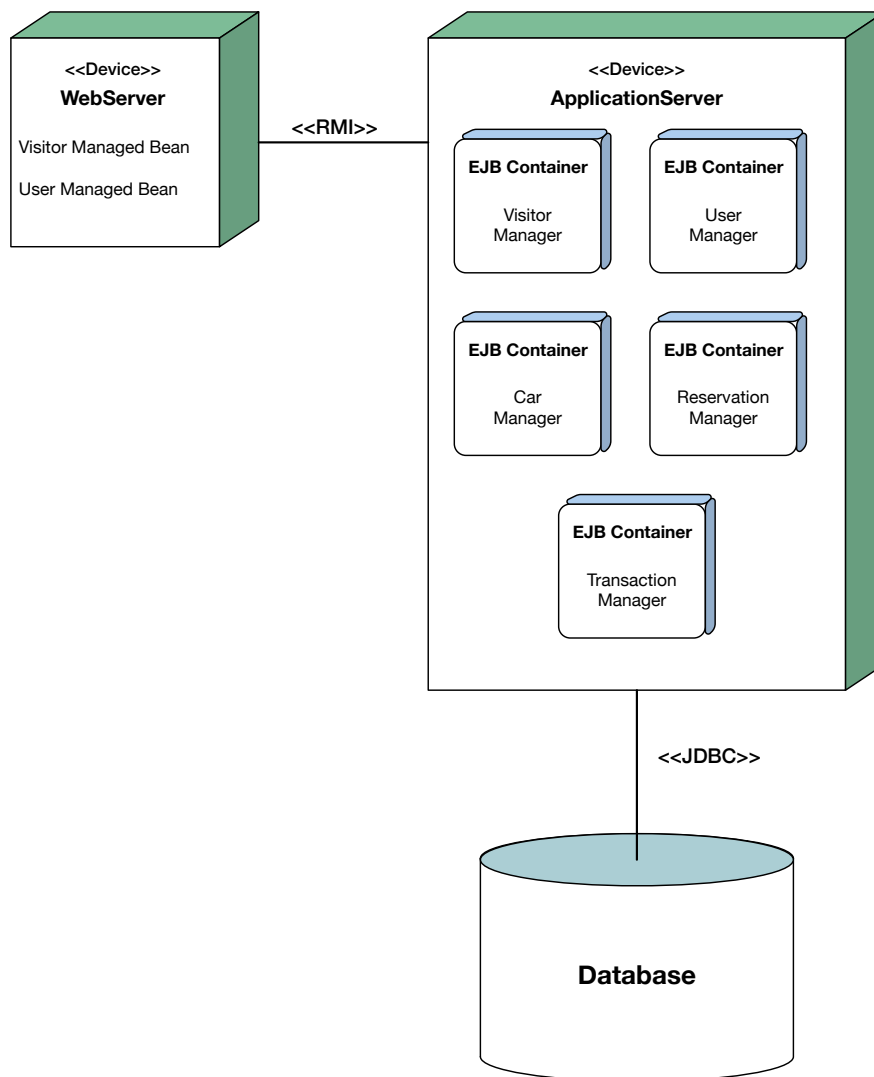 <<Device>>
WebServer
Visitor Managed Bean
User Managed Bean
<<RMI>>
<<Device>>
ApplicationServer
EJB Container
Visitor
Manager
EJB Container
User
Manager
EJB Container
Car
Manager
EJB Container
Reservation
Manager
EJB Container
Transaction
Manager
<<JDBC>>
Database